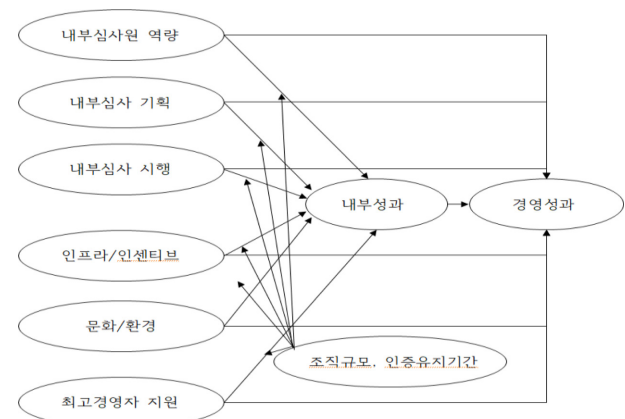 내부심사원 역량
내부심사 기획
내부심사 시행
내부성과
경영성과
인프라/인센티브
문화/환경
조직규모. 인증유지기간
최고경영자 지원